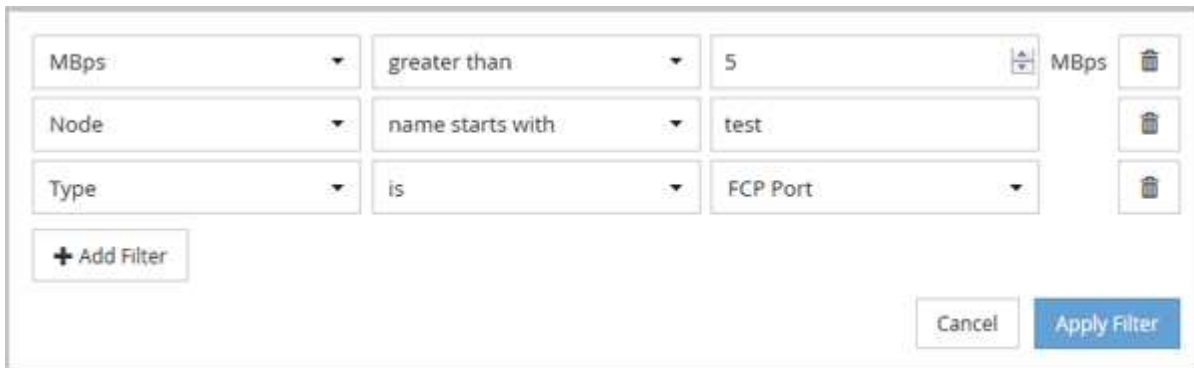 MBps greater than 5 MBps
Node name starts with test
Type is FCP Port
+ Add Filter
Cancel Apply Filter